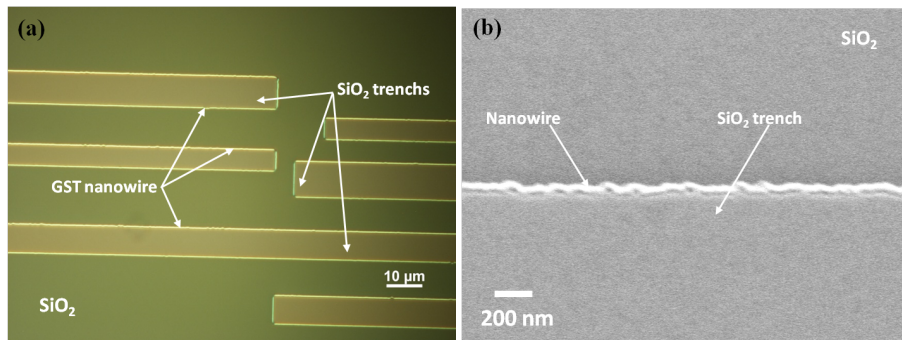 (a)
SiO₂ trenchs
GST nanowire
10 μm
SiO₂
(b)
SiO₂
Nanowire
SiO₂ trench
200 nm